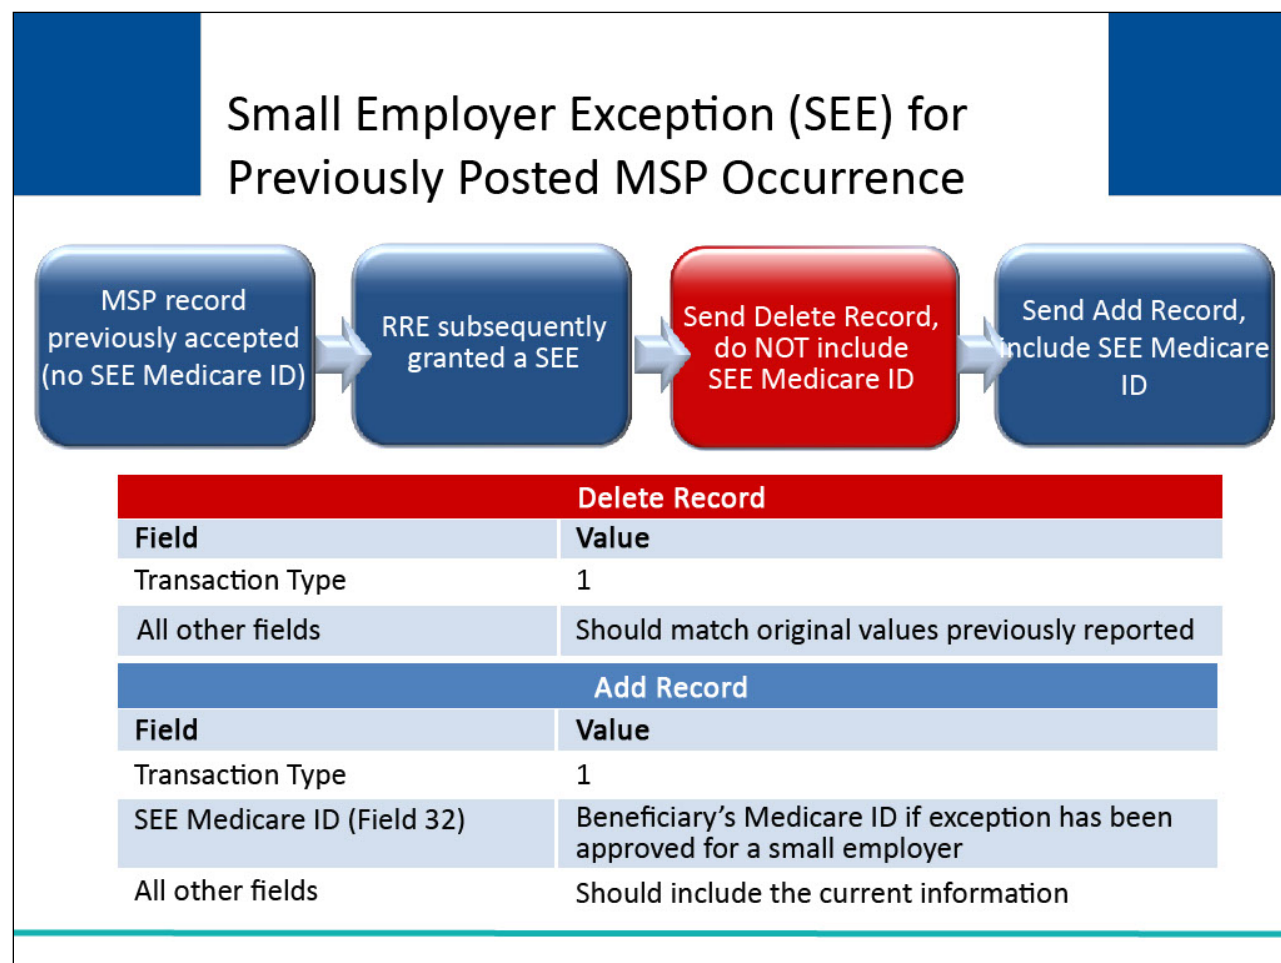 Small Employer Exception (SEE) for
Previously Posted MSP Occurrence
MSP record
previously accepted
(no SEE Medicare ID)
RRE subsequently
granted a SEE
Send Delete Record,
do NOT include
SEE Medicare ID
Send Add Record,
include SEE Medicare
ID
Delete Record
Field Value
Transaction Type 1
All other fields Should match original values previously reported
Add Record
Field Value
Transaction Type 1
SEE Medicare ID (Field 32) Beneficiary’s Medicare ID if exception has been
approved for a small employer
All other fields Should include the current information